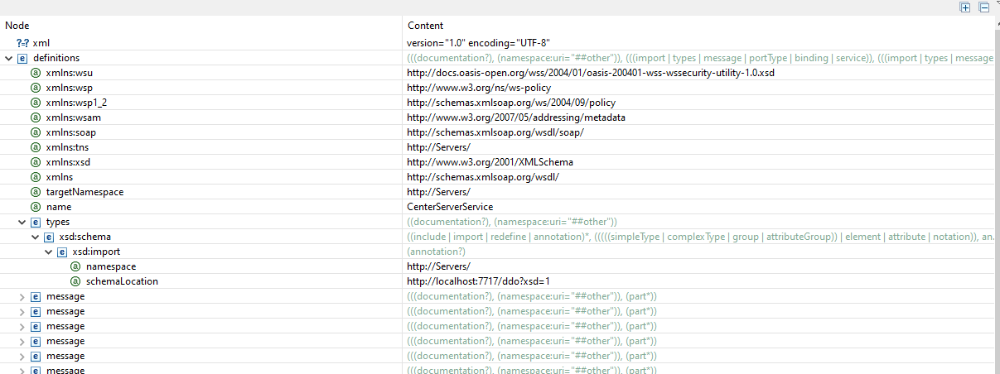 Node Content
?-? xml version="1.0" encoding="UTF-8"
e definitions (((documentation?), (namespace:uri="##other")), (((import | types | message | portType | binding | service)), (((import | types | message
a xmlns:wsu http://docs.oasis-open.org/wss/2004/01/oasis-200401-wss-wssecurity-utility-1.0.xsd
a xmlns:wsp http://www.w3.org/ns/ws-policy
a xmlns:wsp1_2 http://schemas.xmlsoap.org/ws/2004/09/policy
a xmlns:wsam http://www.w3.org/2007/05/addressing/metadata
a xmlns:soap http://schemas.xmlsoap.org/wsdl/soap/
a xmlns:tns http://Servers/
a xmlns:xsd http://www.w3.org/2001/XMLSchema
a xmlns http://schemas.xmlsoap.org/wsdl/
a targetNamespace http://Servers/
a name CenterServerService
e types ((documentation?), (namespace:uri="##other"))
e xsd:schema ((include | import | redefine | annotation)*, (((((simpleType | complexType | group | attributeGroup)) | element | attribute | notation)), an.
e xsd:import (annotation?)
a namespace http://Servers/
a schemaLocation http://localhost:7717/ddo?xsd=1
e message (((documentation?), (namespace:uri="##other")), (part*))
e message (((documentation?), (namespace:uri="##other")), (part*))
e message (((documentation?), (namespace:uri="##other")), (part*))
e message (((documentation?), (namespace:uri="##other")), (part*))
e message (((documentation?), (namespace:uri="##other")), (part*))
e message (((documentation?), (namespace:uri="##other")), (part*))